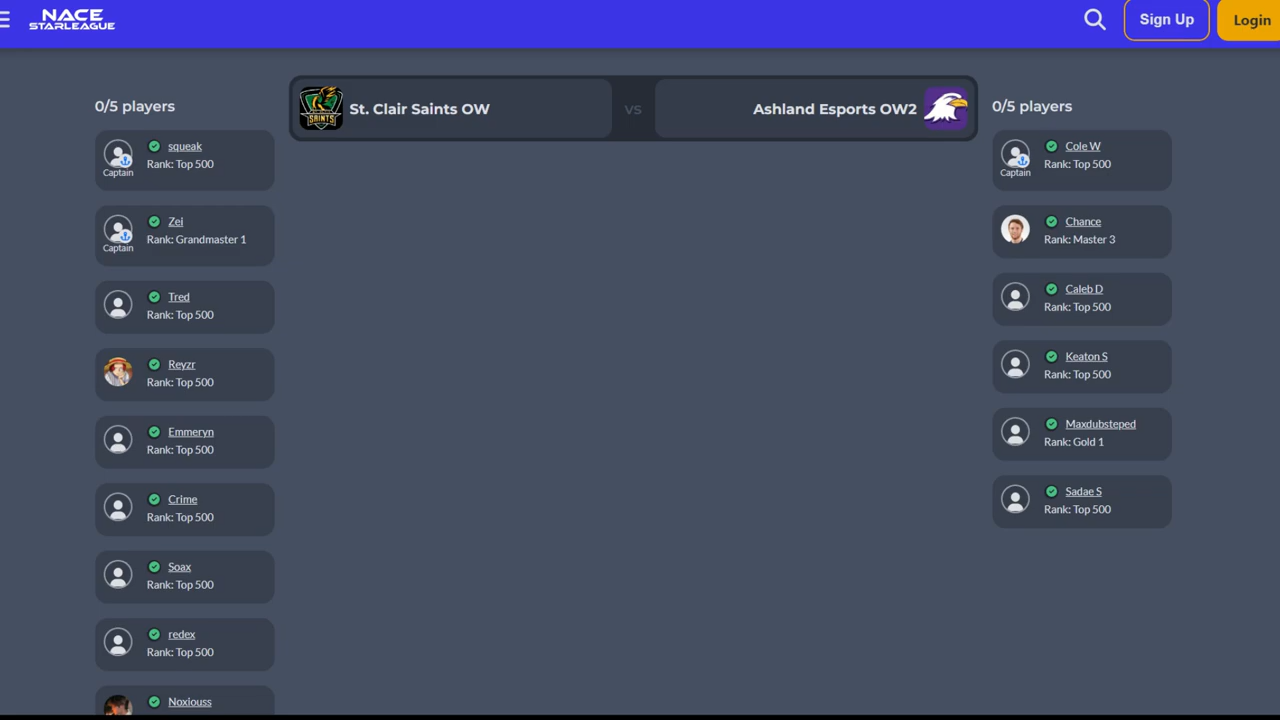 NACE
STARLEAGUE
Sign Up
Login
0/5 players
squeak
Rank: Top 500
Captain
Zei
Rank: Grandmaster 1
Captain
Tred
Rank: Top 500
Reyzr
Rank: Top 500
Emmeryn
Rank: Top 500
Crime
Rank: Top 500
Soax
Rank: Top 500
redex
Rank: Top 500
Noxiouss
SAINTS
St. Clair Saints OW
VS
Ashland Esports OW2
0/5 players
Cole W
Rank: Top 500
Captain
Chance
Rank: Master 3
Caleb D
Rank: Top 500
Keaton S
Rank: Top 500
Maxdubsteped
Rank: Gold 1
Sadae S
Rank: Top 500